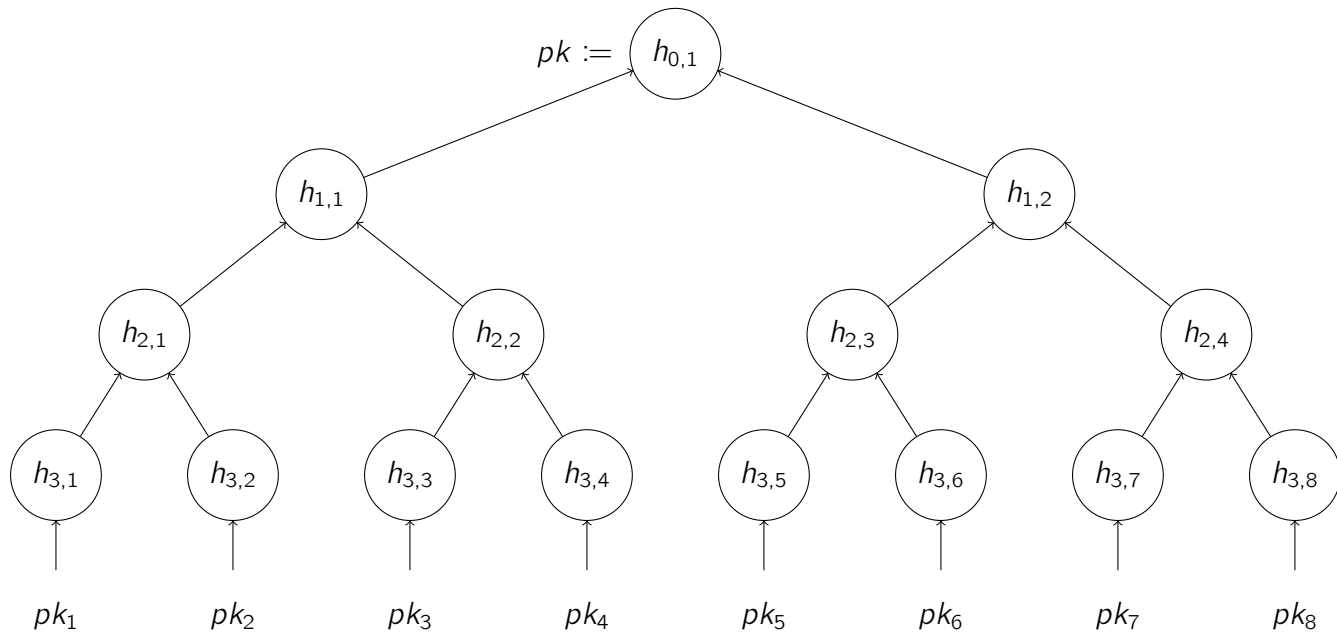 pk := h0,1
h1,1 h1,2
h2,1 h2,2 h2,3 h2,4
h3,1 h3,2 h3,3 h3,4 h3,5 h3,6 h3,7 h3,8
pk1 pk2 pk3 pk4 pk5 pk6 pk7 pk8